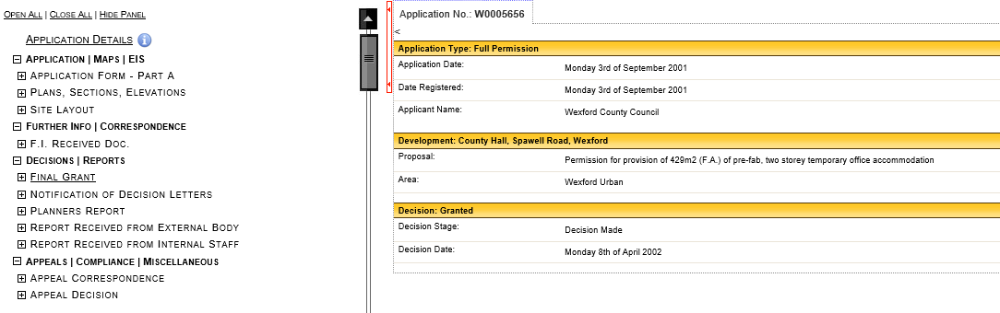 OPEN ALL | CLOSE ALL | HIDE PANEL
APPLICATION DETAILS i
APPLICATION | MAPS | EIS
APPLICATION FORM - PART A
PLANS, SECTIONS, ELEVATIONS
SITE LAYOUT
FURTHER INFO | CORRESPONDENCE
F.I. RECEIVED DOC.
DECISIONS | REPORTS
FINAL GRANT
NOTIFICATION OF DECISION LETTERS
PLANNERS REPORT
REPORT RECEIVED FROM EXTERNAL BODY
REPORT RECEIVED FROM INTERNAL STAFF
APPEALS | COMPLIANCE | MISCELLANEOUS
APPEAL CORRESPONDENCE
APPEAL DECISION
Application No.: W0005656
<
Application Type: Full Permission
Application Date: Monday 3rd of September 2001
Date Registered: Monday 3rd of September 2001
Applicant Name: Wexford County Council
Development: County Hall, Spawell Road, Wexford
Proposal: Permission for provision of 429m2 (F.A.) of pre-fab, two storey temporary office accommodation
Area: Wexford Urban
Decision: Granted
Decision Stage: Decision Made
Decision Date: Monday 8th of April 2002